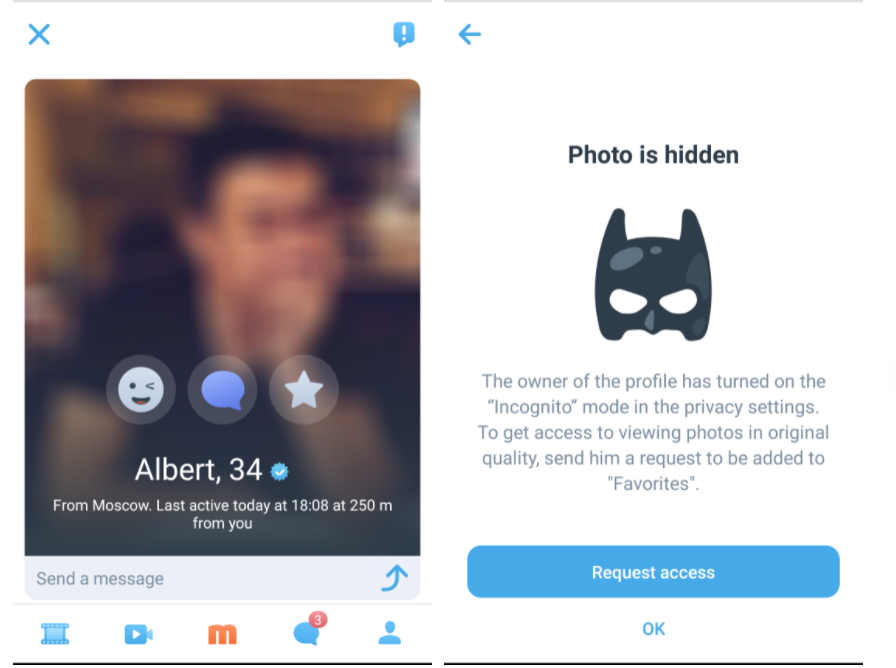 Albert, 34
From Moscow. Last active today at 18:08 at 250 m
from you
Send a message
m
3
Photo is hidden
The owner of the profile has turned on the
“Incognito” mode in the privacy settings.
To get access to viewing photos in original
quality, send him a request to be added to
"Favorites".
Request access
OK